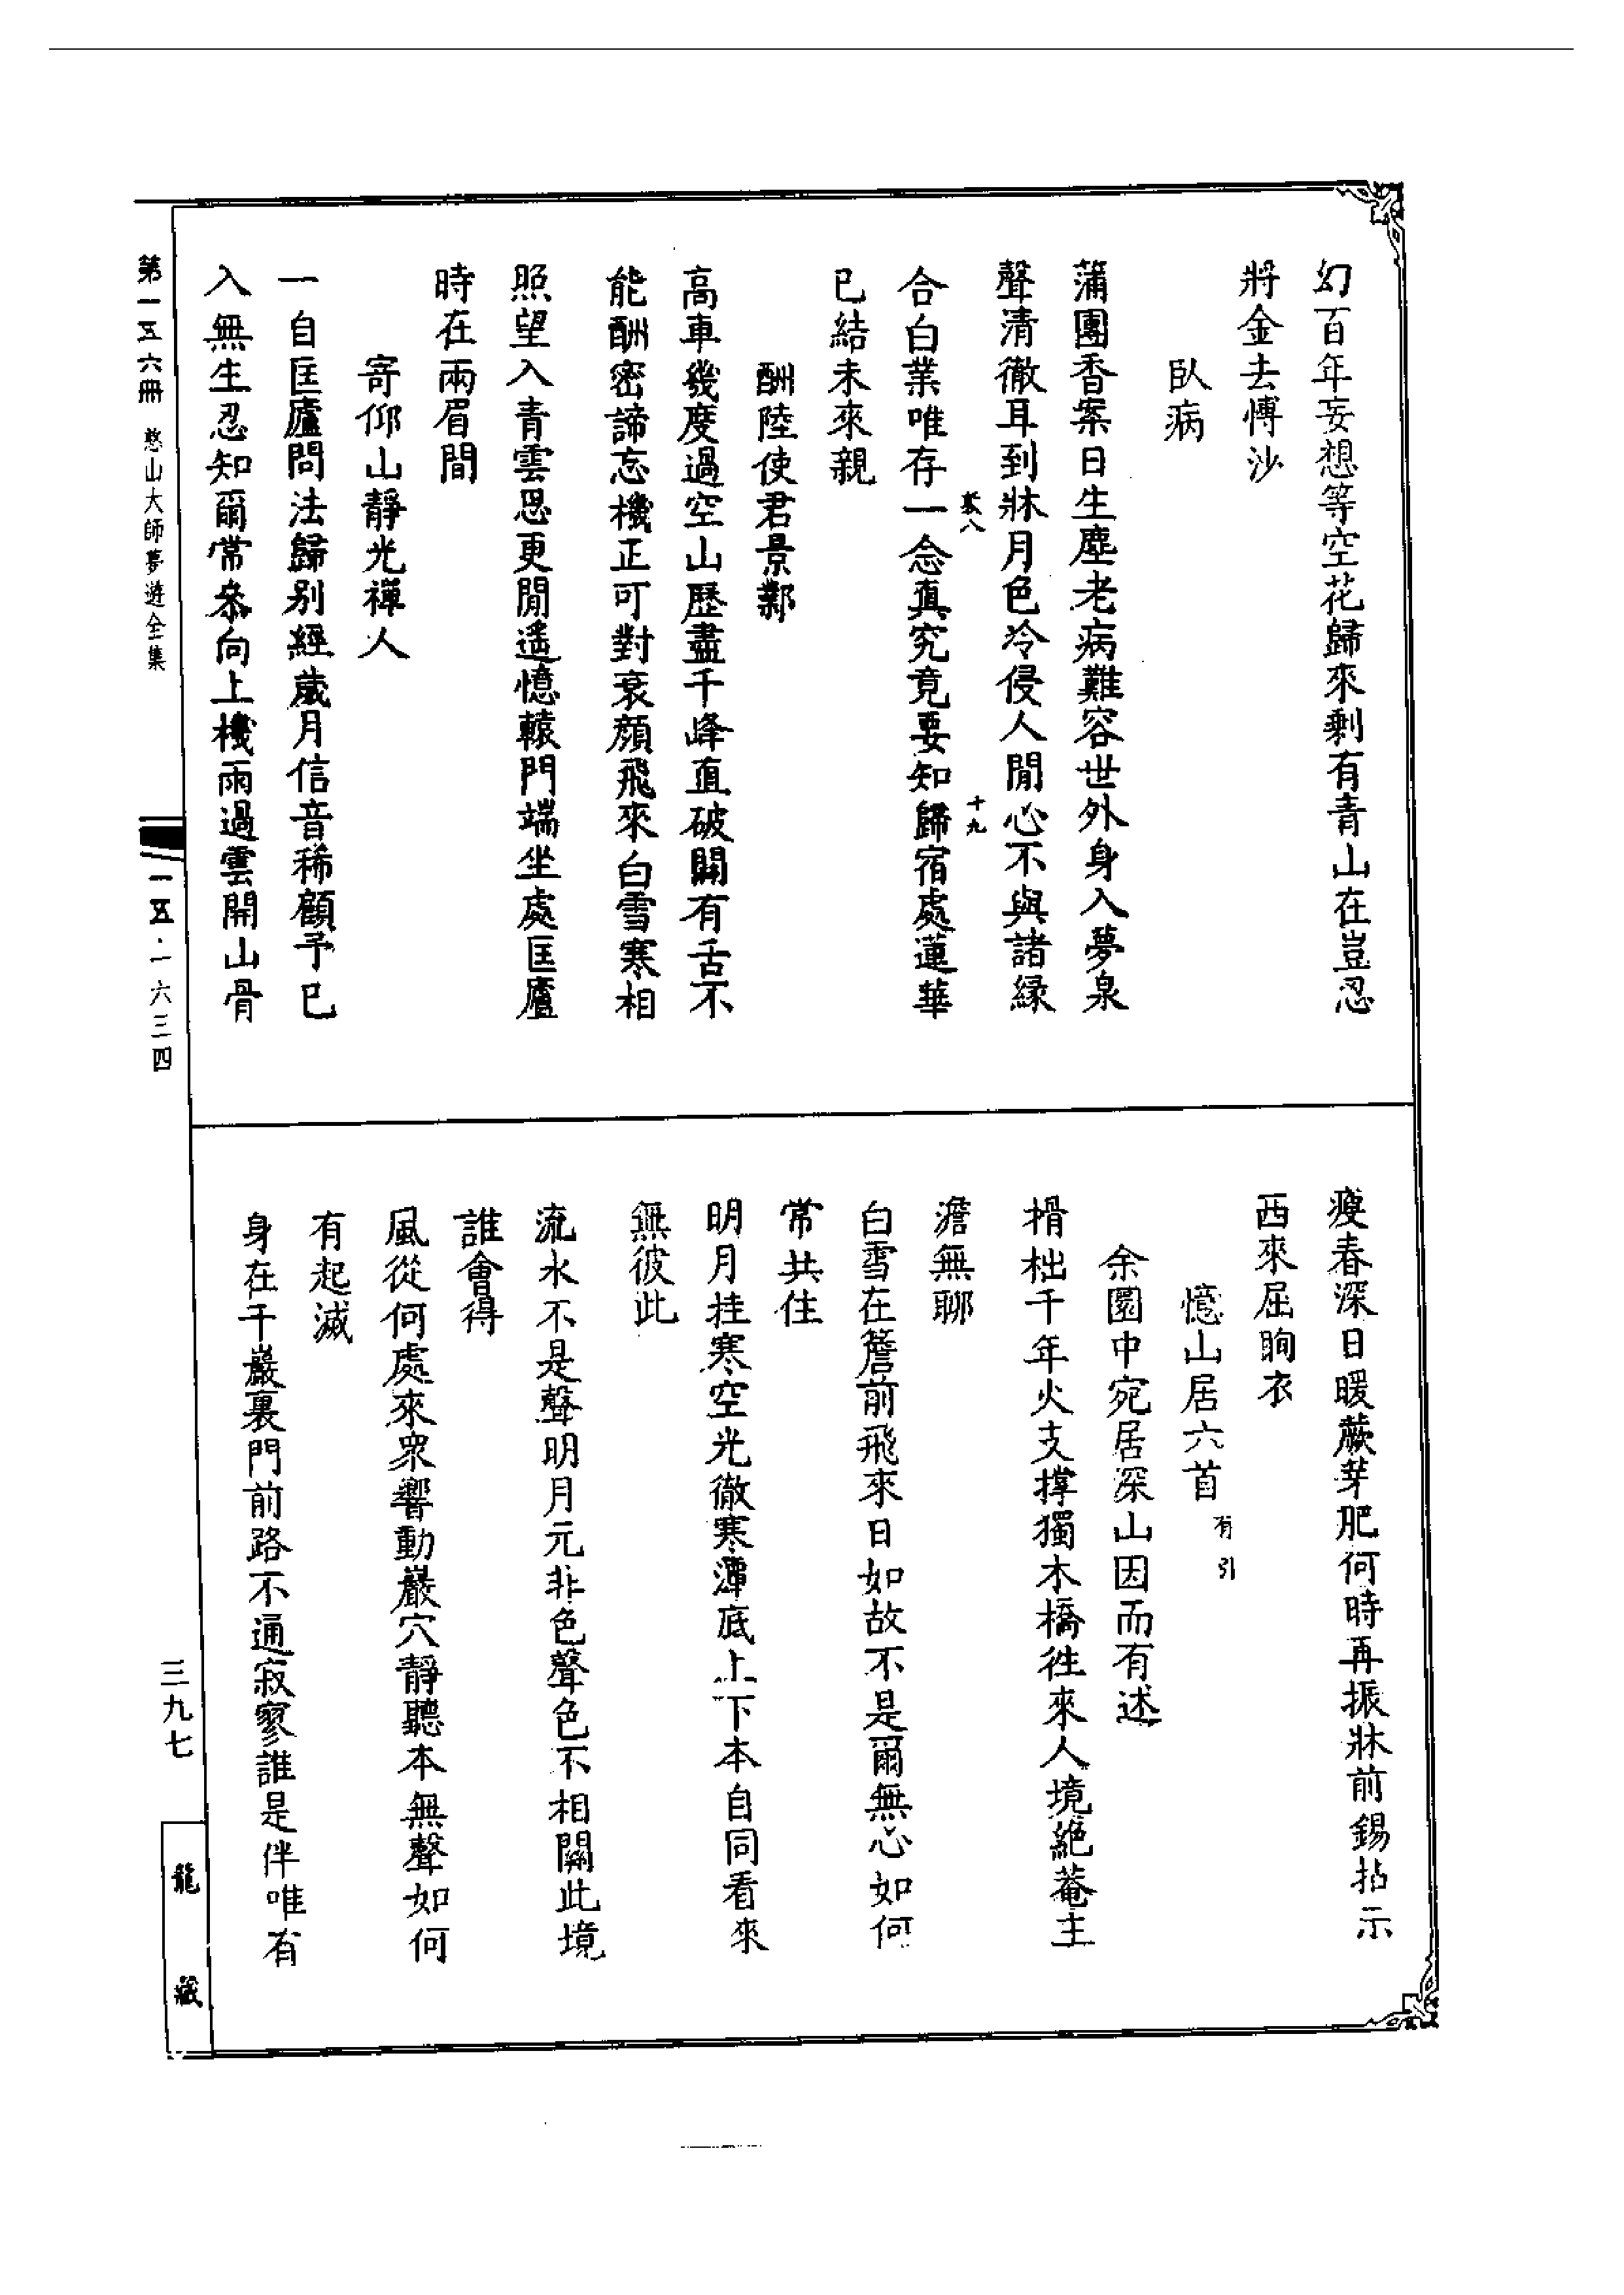 幻百年妄想等空花歸來剩有青山在豈忍
將金去慱沙
臥病
蒲團香案日生塵老病難容世外身入夢泉
聲清徹耳到牀月色冷侵人閒心不與諸緣
合白業唯存一念真究竟要知歸宿處蓮華
已結未來親
酬陸使君景鄴
高車幾度過空山歷盡千峰直破關有舌不
能酬密諦忘機正可對衰顏飛來白雪寒相
照望入青雲思更閒遙憶轅門端坐處匡廬
時在兩眉間
寄仰山靜光禪人
一自匡廬問法歸別經歲月信音稀顧予已
入無生忍知爾常參向上機雨過雲開山骨
瘦春深日暖蕨芽肥何時再振牀前錫拈示
西來屈眴衣
憶山居六首 有引
余園中宛居深山因而有述
榾柮千年火支撐獨木橋往來人境絕菴主
澹無聊
白雪在簷前飛來日如故不是爾無心如何
常共住
明月挂寒空光徹寒潭底上下本自同看來
無彼此
流水不是聲明月元非色聲色不相關此境
誰會得
風從何處來衆響動巖穴靜聽本無聲如何
有起滅
身在千巖裏門前路不通寂寥誰是伴唯有
十九
第一五六冊 憨山大師夢遊全集
一五.一六三四
三九七
龍藏